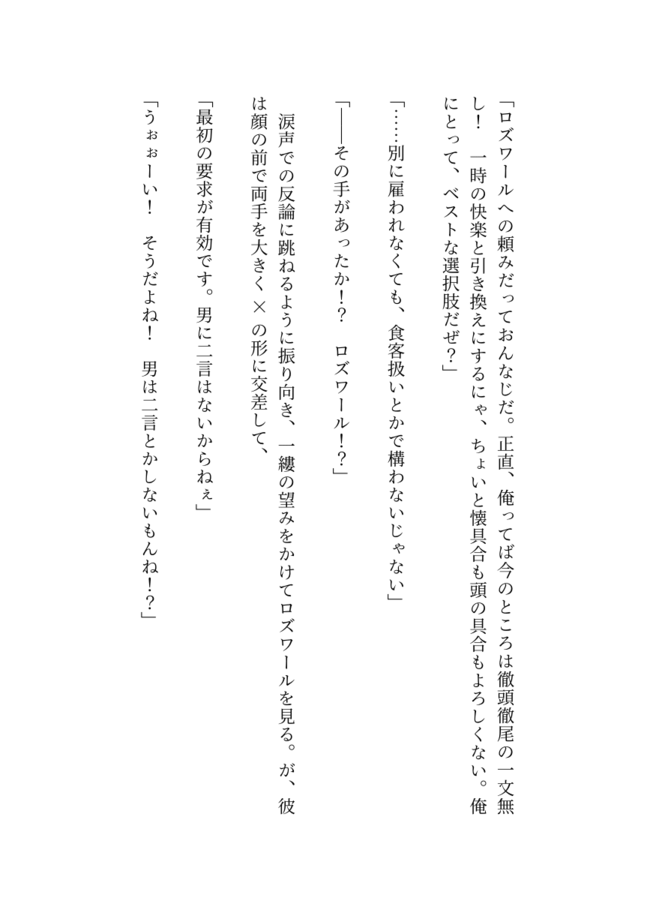 「ロズワールへの頼みだっておんなじだ。正直、俺ってば今のところは徹頭徹尾の一文無
し！　一時の快楽と引き換えにするにゃ、ちょいと懐具合も頭の具合もよろしくない。俺
にとって、ベストな選択肢だぜ？」
「……別に雇われなくても、食客扱いとかで構わないじゃない」
「――その手があったか！？　ロズワール！？」
　涙声での反論に跳ねるように振り向き、一縷の望みをかけてロズワールを見る。が、彼
は顔の前で両手を大きく × の形に交差して、
「最初の要求が有効です。男に二言はないからねぇ」
「うぉぉーい！　そうだよね！　男は二言とかしないもんね！？」